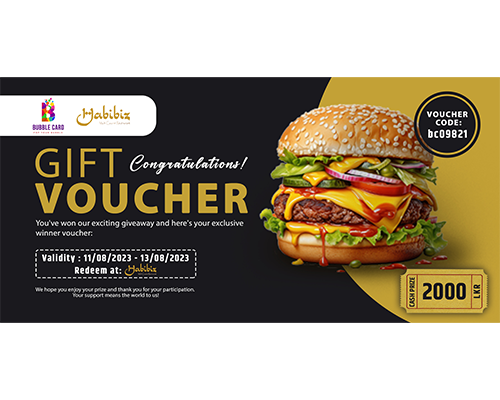 BUBBLE CARD
Habibiz
VOUCHER
CODE:
bc09821
GIFT
Congratulations!
VOUCHER
You've won our exciting giveaway and here's your exclusive
winner voucher:
Validity : 11/08/2023 - 13/08/2023
Redeem at: Habibiz
We hope you enjoy your prize and thank you for your participation.
Your support means the world to us!
CASH PRIZE
2000
LKR